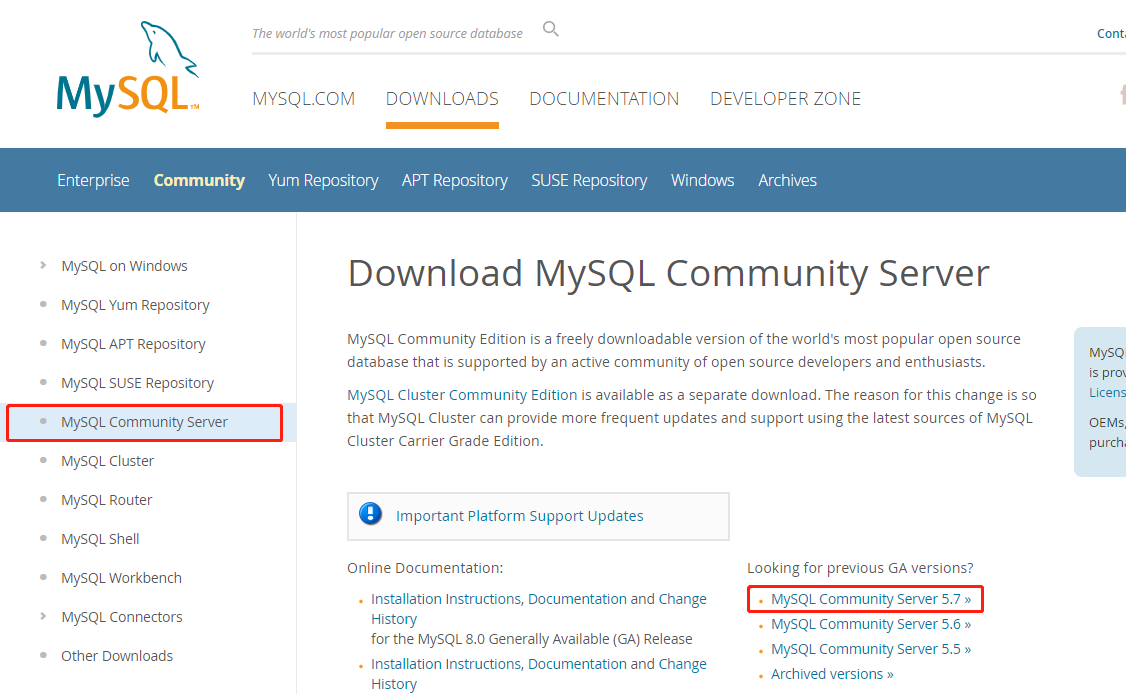 The world's most popular open source database
MySQL™
MYSQL.COM DOWNLOADS DOCUMENTATION DEVELOPER ZONE
Enterprise Community Yum Repository APT Repository SUSE Repository Windows Archives
MySQL on Windows
MySQL Yum Repository
MySQL APT Repository
MySQL SUSE Repository
MySQL Community Server
MySQL Cluster
MySQL Router
MySQL Shell
MySQL Workbench
MySQL Connectors
Other Downloads
Download MySQL Community Server
MySQL Community Edition is a freely downloadable version of the world's most popular open source
database that is supported by an active community of open source developers and enthusiasts.
MySQL Cluster Community Edition is available as a separate download. The reason for this change is so
that MySQL Cluster can provide more frequent updates and support using the latest sources of MySQL
Cluster Carrier Grade Edition.
Important Platform Support Updates
Online Documentation:
Installation Instructions, Documentation and Change
History
for the MySQL 8.0 Generally Available (GA) Release
Installation Instructions, Documentation and Change
History
Looking for previous GA versions?
MySQL Community Server 5.7 »
MySQL Community Server 5.6 »
MySQL Community Server 5.5 »
Archived versions »
is
OEMs,